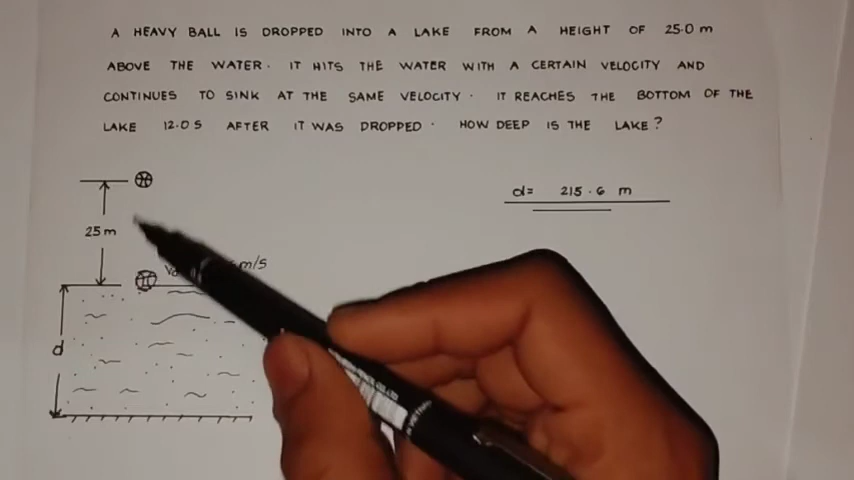 A HEAVY BALL IS DROPPED INTO A LAKE FROM A HEIGHT OF 25.0 m
ABOVE THE WATER. IT HITS THE WATER WITH A CERTAIN VELOCITY AND
CONTINUES TO SINK AT THE SAME VELOCITY. IT REACHES THE BOTTOM OF THE
LAKE 12.0 S AFTER IT WAS DROPPED. HOW DEEP IS THE LAKE?
d= 215.6 m
25 m
m/s
d